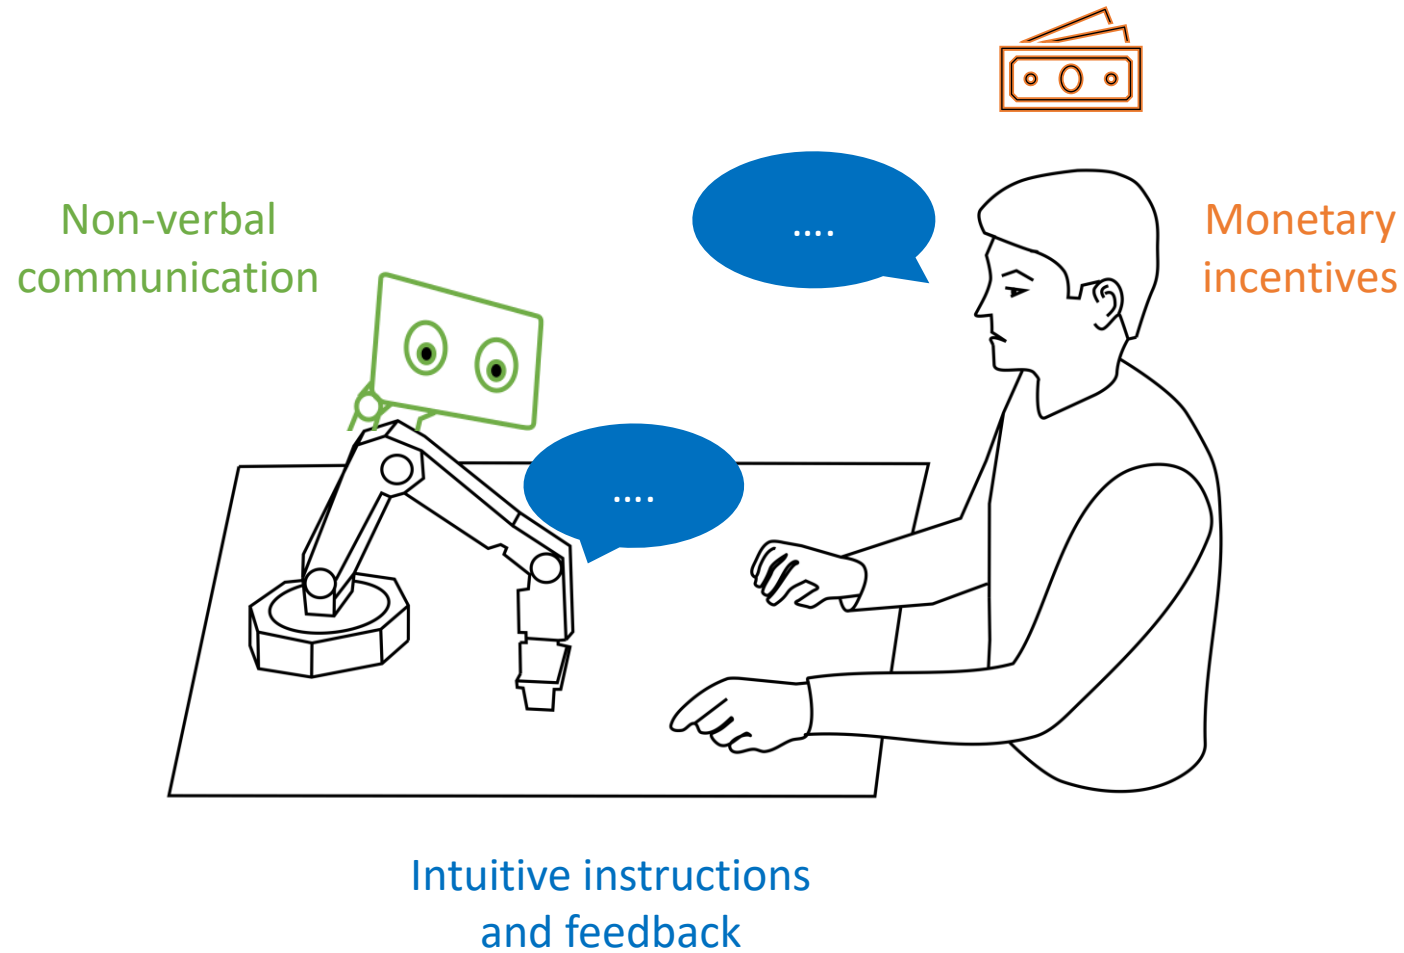 Non-verbal
communication
....
Monetary
incentives
....
Intuitive instructions
and feedback